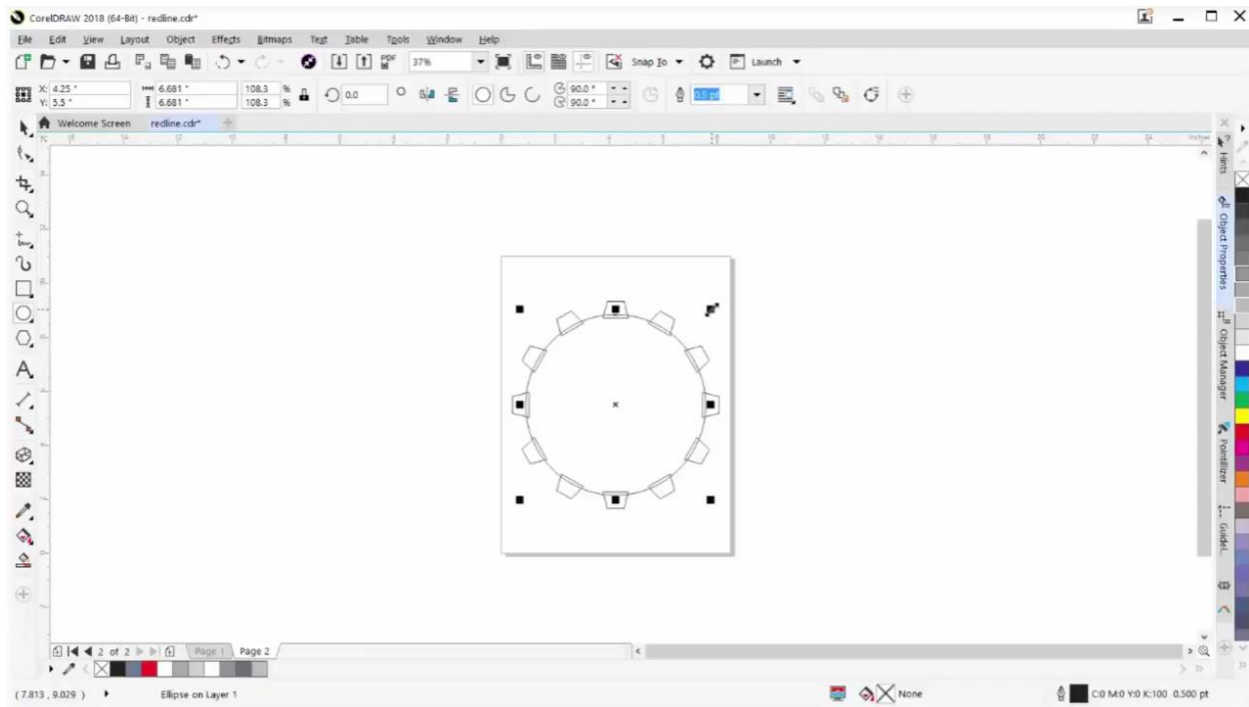 CorelDRAW 2018 (64-Bit) - redline.cdr*
File Edit View Layout Object Effects Bitmaps Text Table Tools Window Help
PDF 37% Snap To Launch
X: 4.25 " 6.681 " 108.3 % 0.0 ° 90.0 ° 0.5 pt
Y: 5.5 " 6.681 " 108.3 % 90.0 °
Welcome Screen redline.cdr*
Hints
Object Properties
Object Manager
Pointillizer
Guidel...
2 of 2 Page 1 Page 2
( 7.813 , 9.029 ) Ellipse on Layer 1 None C:0 M:0 Y:0 K:100 0.500 pt